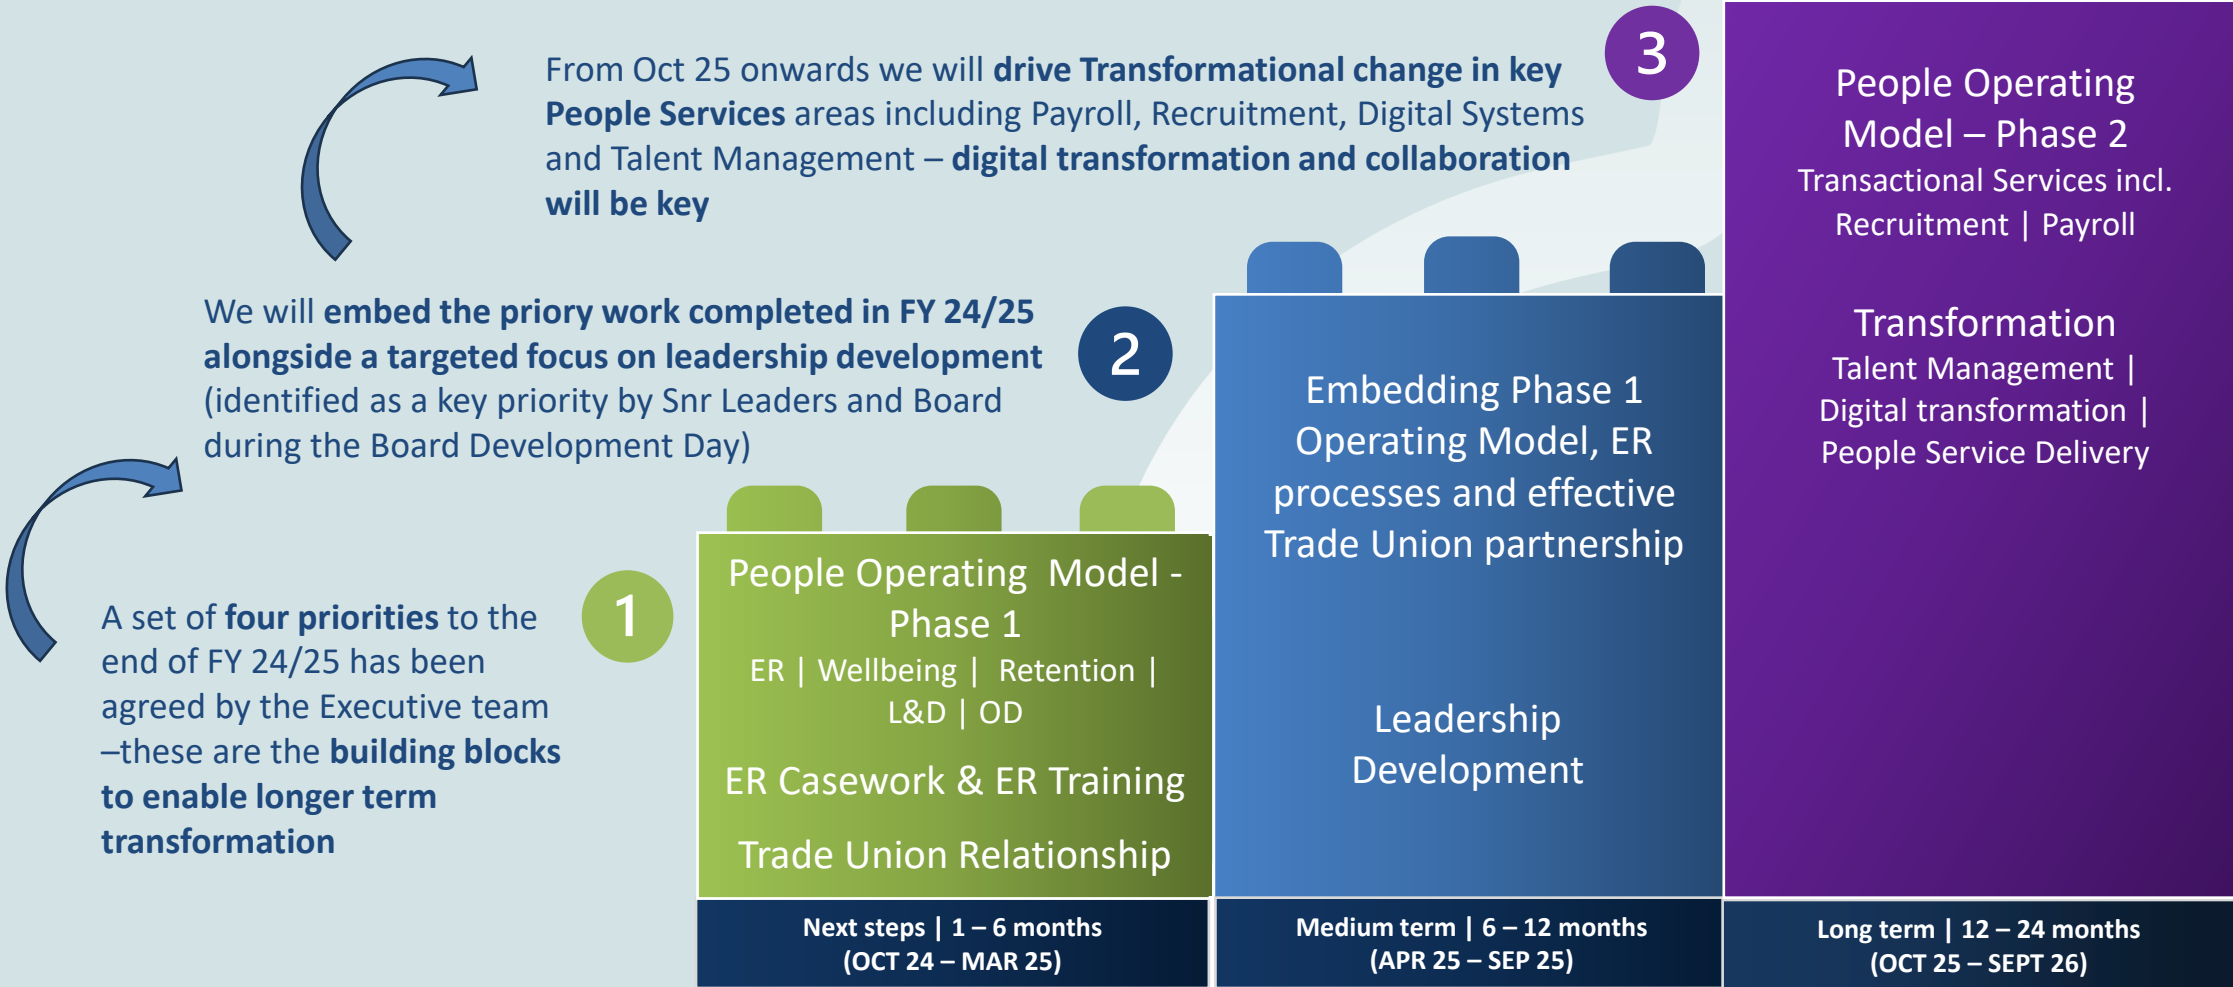 From Oct 25 onwards we will drive Transformational change in key
People Services areas including Payroll, Recruitment, Digital Systems
and Talent Management – digital transformation and collaboration
will be key
3
We will embed the priory work completed in FY 24/25
alongside a targeted focus on leadership development
(identified as a key priority by Snr Leaders and Board
during the Board Development Day)
2
A set of four priorities to the
end of FY 24/25 has been
agreed by the Executive team
–these are the building blocks
to enable longer term
transformation
1
People Operating Model -
Phase 1
ER | Wellbeing | Retention |
L&D | OD
ER Casework & ER Training
Trade Union Relationship
Next steps | 1 – 6 months
(OCT 24 – MAR 25)
Embedding Phase 1
Operating Model, ER
processes and effective
Trade Union partnership
Leadership
Development
Medium term | 6 – 12 months
(APR 25 – SEP 25)
People Operating
Model – Phase 2
Transactional Services incl.
Recruitment | Payroll
Transformation
Talent Management |
Digital transformation |
People Service Delivery
Long term | 12 – 24 months
(OCT 25 – SEPT 26)